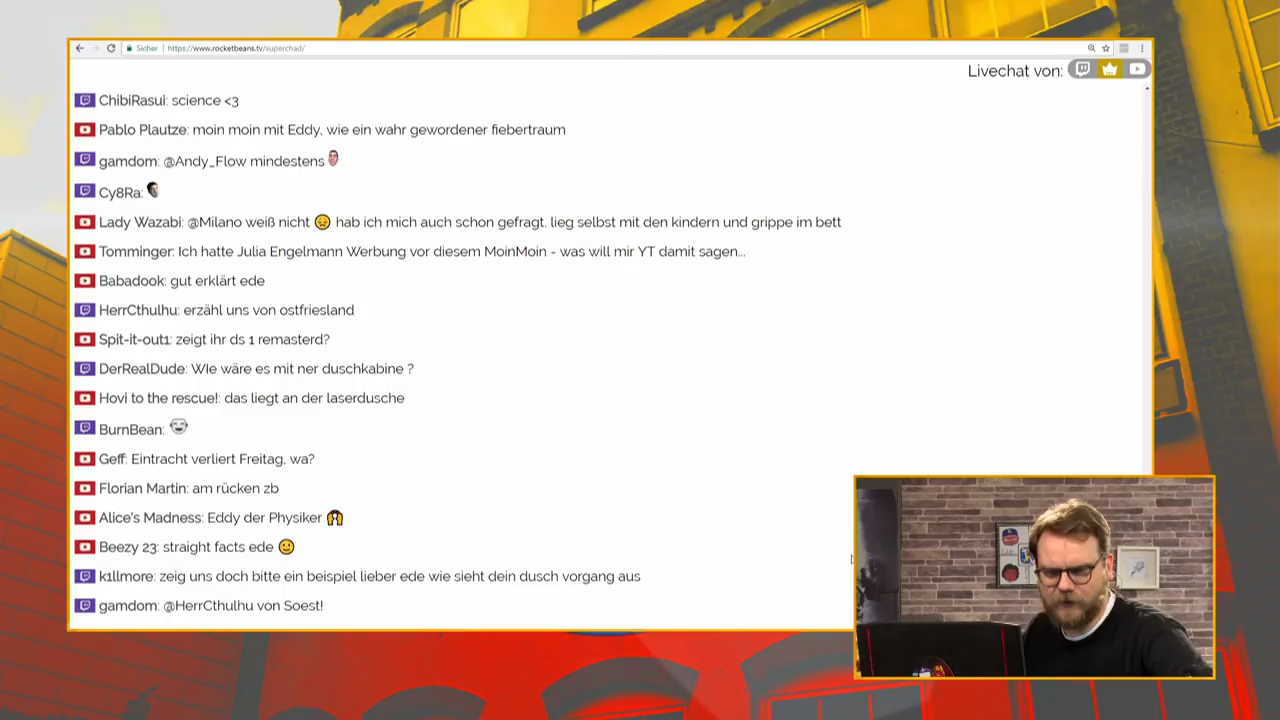 Sicher https://www.rocketbeans.tv/superchad/
Livechat von:
ChibiRasui: science <3
Pablo Plautze: moin moin mit Eddy, wie ein wahr gewordener fiebertraum
gamdom: @Andy_Flow mindestens
Cy8Ra:
Lady Wazabi: @Milano weiß nicht 😣 hab ich mich auch schon gefragt. lieg selbst mit den kindern und grippe im bett
Tomminger: Ich hatte Julia Engelmann Werbung vor diesem MoinMoin - was will mir YT damit sagen...
Babadook: gut erklärt ede
HerrCthulhu: erzähl uns von ostfriesland
Spit-it-out1: zeigt ihr ds 1 remasterd?
DerRealDude: WIe wäre es mit ner duschkabine ?
Hovi to the rescue!: das liegt an der laserdusche
BurnBean:
Geff: Eintracht verliert Freitag, wa?
Florian Martin: am rücken zb
Alice's Madness: Eddy der Physiker
Beezy 23: straight facts ede 🙂
k1llmore: zeig uns doch bitte ein beispiel lieber ede wie sieht dein dusch vorgang aus
gamdom: @HerrCthulhu von Soest!